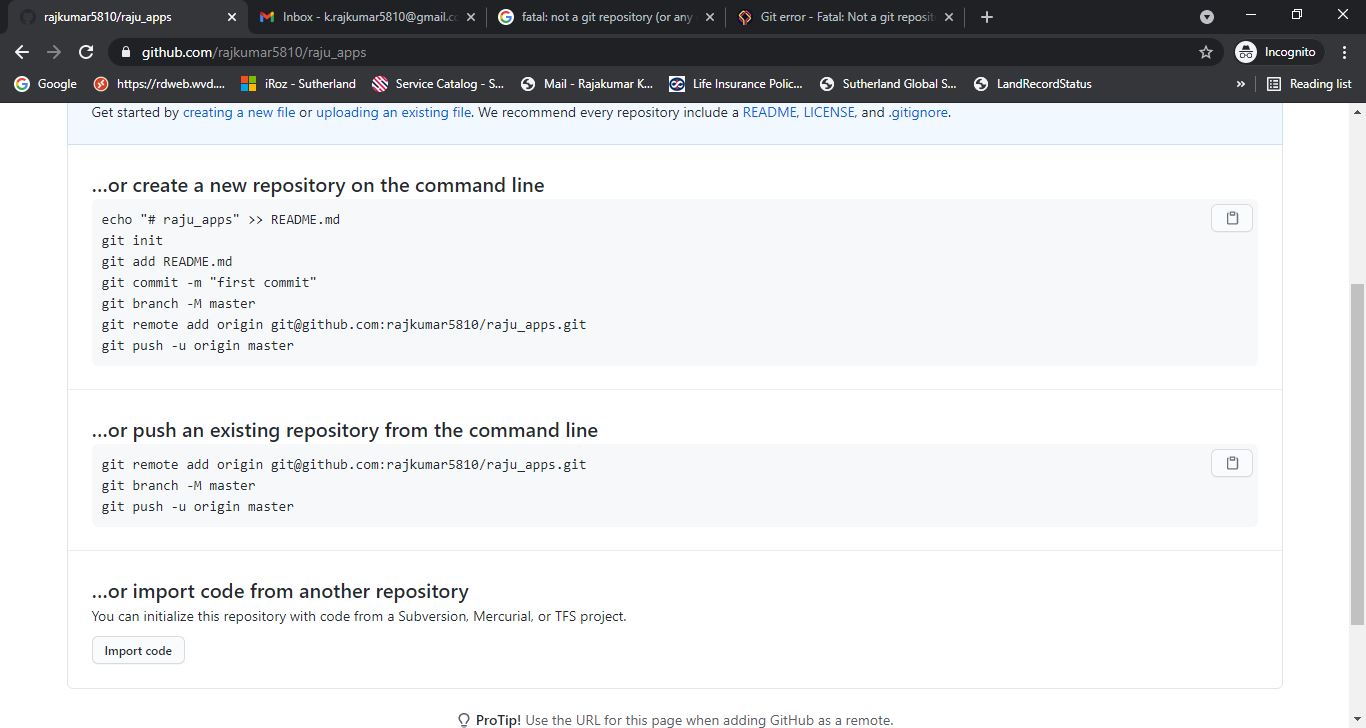 rajkumar5810/raju_apps
Inbox - k.rajkumar5810@gmail.cc
fatal: not a git repository (or any
Git error - Fatal: Not a git reposit
github.com/rajkumar5810/raju_apps
Incognito
Google
https://rdweb.wvd....
iRoz - Sutherland
Service Catalog - S...
Mail - Rajakumar K...
Life Insurance Polic...
Sutherland Global S...
LandRecordStatus
»
Reading list
Get started by creating a new file or uploading an existing file. We recommend every repository include a README, LICENSE, and .gitignore.
…or create a new repository on the command line
echo "# raju_apps" >> README.md
git init
git add README.md
git commit -m "first commit"
git branch -M master
git remote add origin git@github.com:rajkumar5810/raju_apps.git
git push -u origin master
…or push an existing repository from the command line
git remote add origin git@github.com:rajkumar5810/raju_apps.git
git branch -M master
git push -u origin master
…or import code from another repository
You can initialize this repository with code from a Subversion, Mercurial, or TFS project.
Import code
ProTip! Use the URL for this page when adding GitHub as a remote.